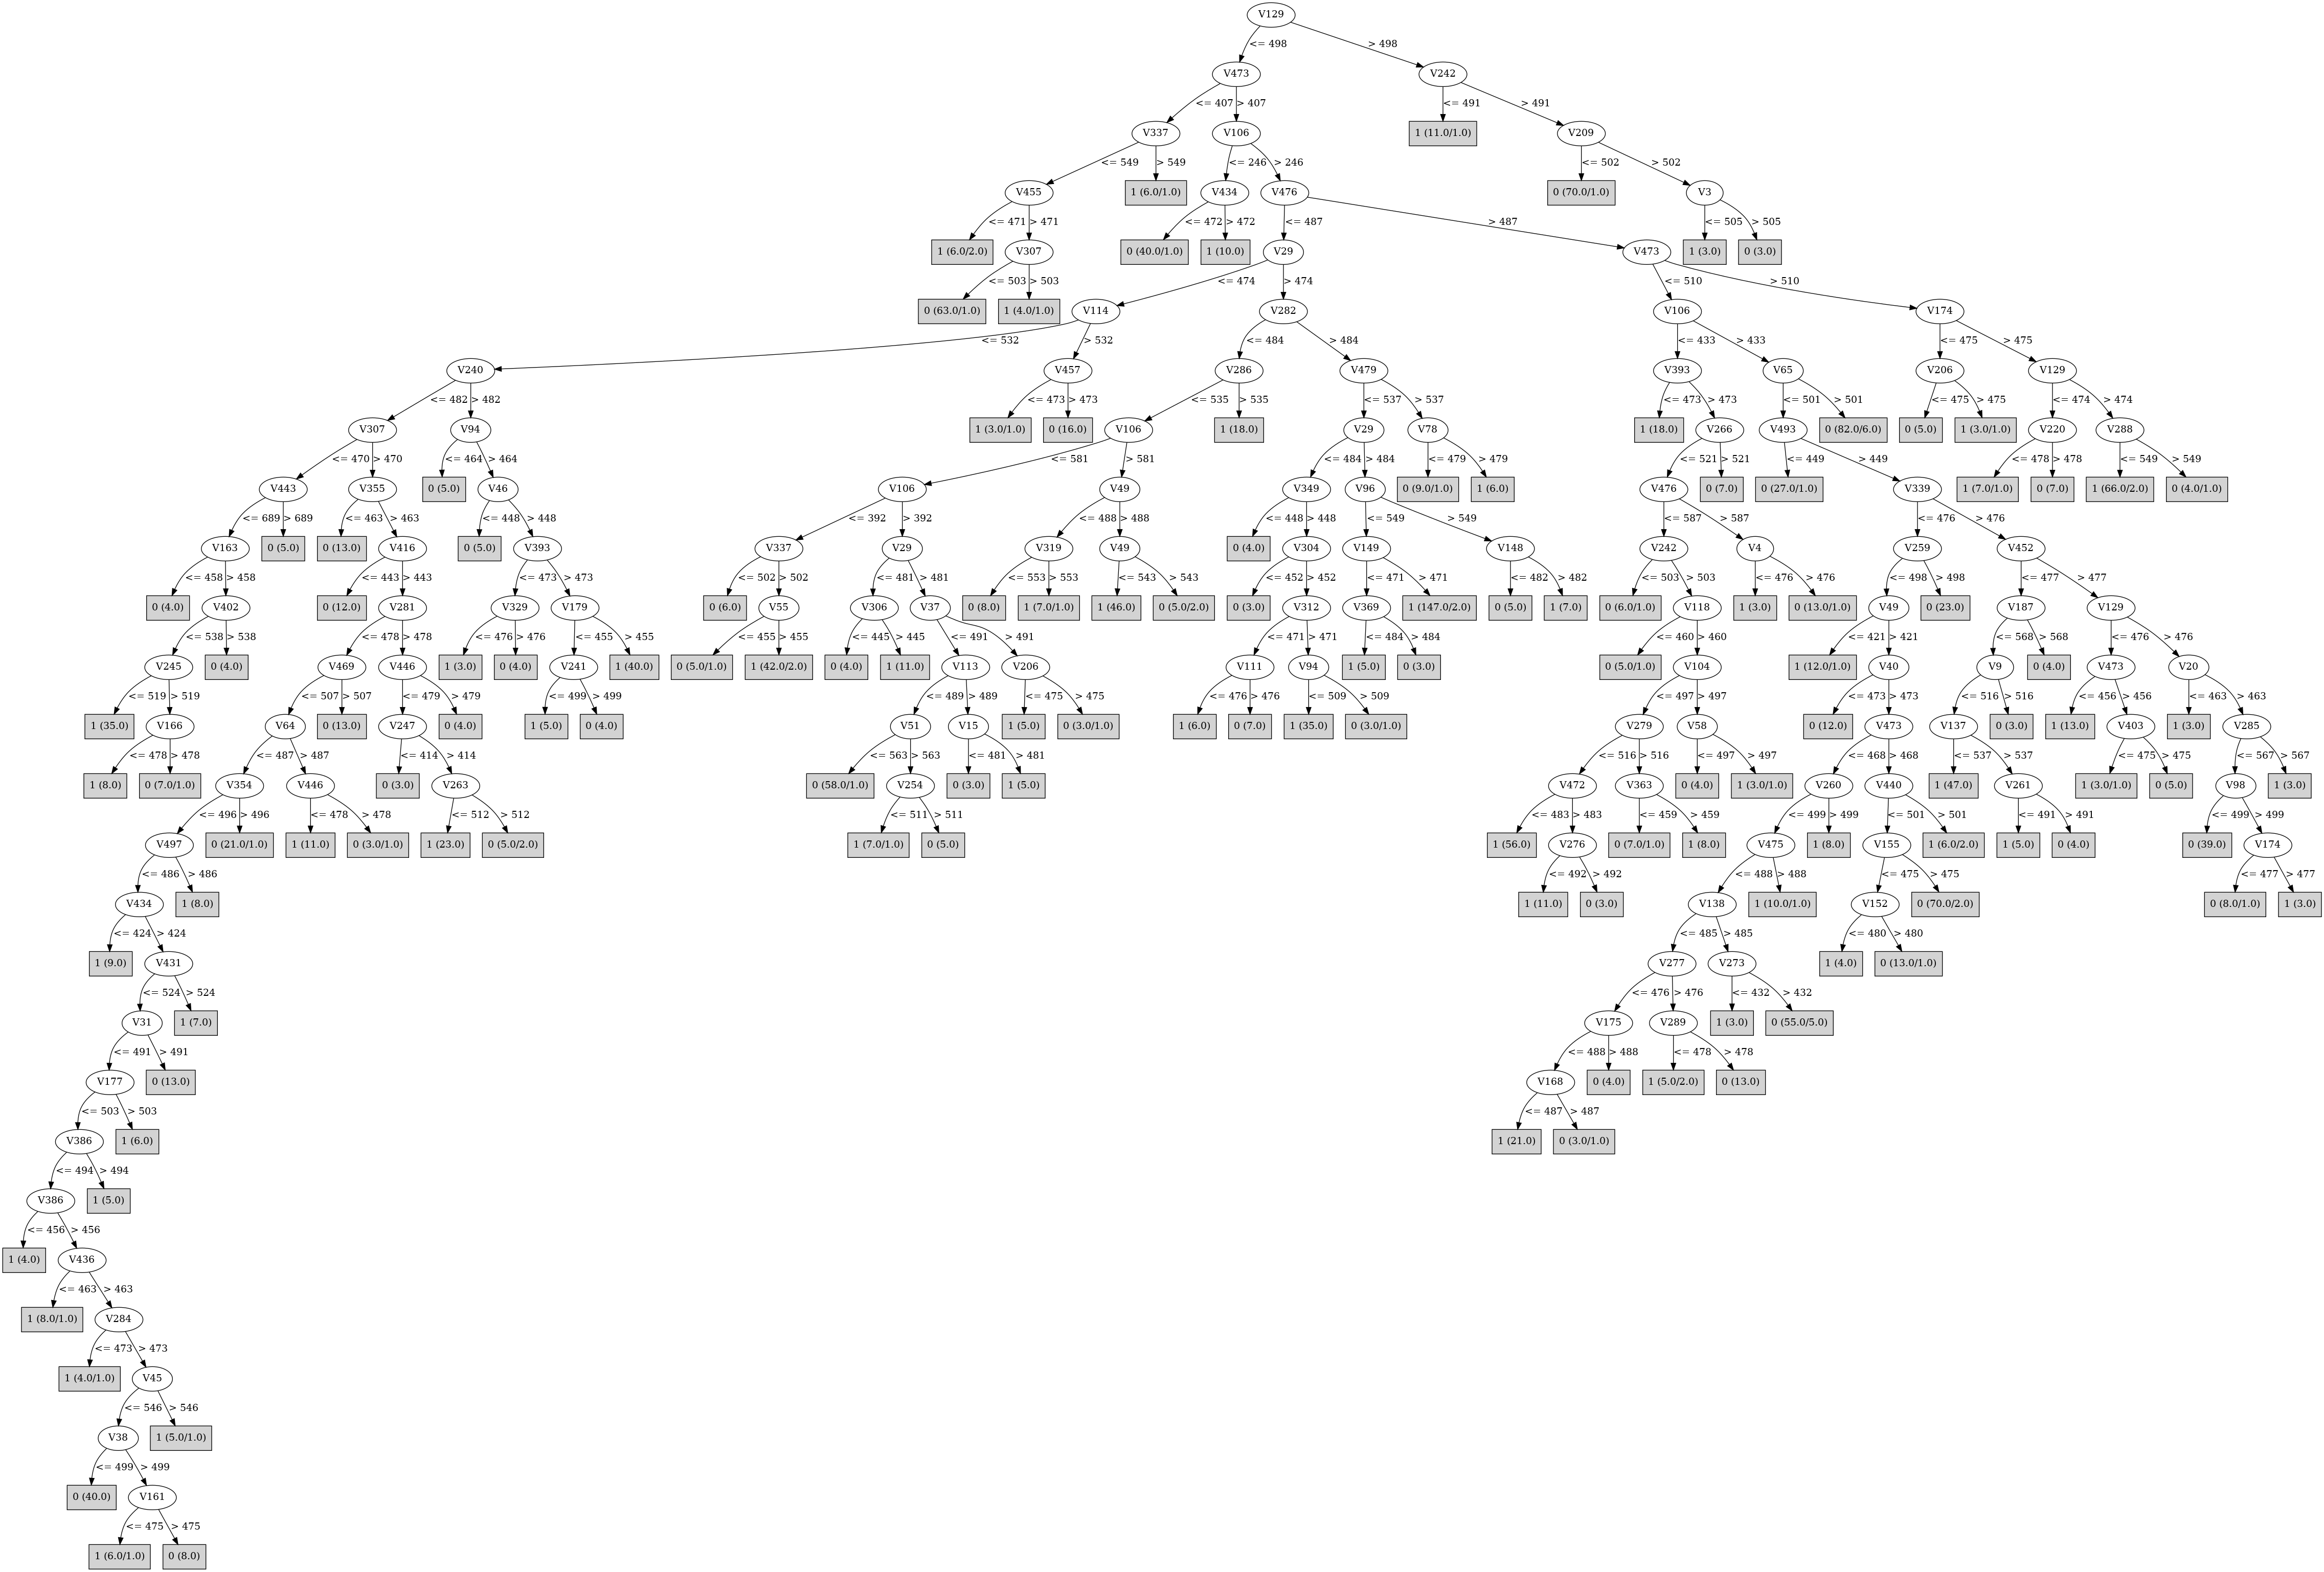 V129
<= 498 > 498
V473 V242
<= 407 > 407 <= 491 > 491
V337 V106 1 (11.0/1.0) V209
<= 549 > 549 <= 246 > 246 <= 502 > 502
V455 1 (6.0/1.0) V434 V476 0 (70.0/1.0) V3
<= 471 > 471 <= 472 > 472 <= 487 > 487 <= 505 > 505
1 (6.0/2.0) V307 0 (40.0/1.0) 1 (10.0) V29 V473 1 (3.0) 0 (3.0)
<= 503 > 503 <= 474 > 474 <= 510 > 510
0 (63.0/1.0) 1 (4.0/1.0) V114 V282 V106 V174
<= 532 > 532 <= 484 > 484 <= 433 > 433 <= 475 > 475
V240 V457 V286 V479 V393 V65 V206 V129
<= 482 > 482 <= 473 > 473 <= 535 > 535 <= 537 > 537 <= 473 > 473 <= 501 > 501 <= 475 > 475 <= 474 > 474
V307 V94 1 (3.0/1.0) 0 (16.0) V106 1 (18.0) V29 V78 1 (18.0) V266 V493 0 (82.0/6.0) 0 (5.0) 1 (3.0/1.0) V220 V288
<= 470 > 470 <= 464 > 464 <= 581 > 581 <= 484 > 484 <= 479 > 479 <= 521 > 521 <= 449 > 449 <= 478 > 478 <= 549 > 549
V443 V355 0 (5.0) V46 V106 V49 V349 V96 0 (9.0/1.0) 1 (6.0) V476 0 (7.0) 0 (27.0/1.0) V339 1 (7.0/1.0) 0 (7.0) 1 (66.0/2.0) 0 (4.0/1.0)
<= 689 > 689 <= 463 > 463 <= 448 > 448 <= 392 > 392 <= 488 > 488 <= 448 > 448 <= 549 > 549 <= 587 > 587 <= 476 > 476
V163 0 (5.0) 0 (13.0) V416 0 (5.0) V393 V337 V29 V319 V49 0 (4.0) V304 V149 V148 V242 V4 V259 V452
<= 458 > 458 <= 443 > 443 <= 473 > 473 <= 502 > 502 <= 481 > 481 <= 553 > 553 <= 543 > 543 <= 452 > 452 <= 471 > 471 <= 482 > 482 <= 503 > 503 <= 476 > 476 <= 498 > 498 <= 477 > 477
0 (4.0) V402 0 (12.0) V281 V329 V179 0 (6.0) V55 V306 V37 0 (8.0) 1 (7.0/1.0) 1 (46.0) 0 (5.0/2.0) 0 (3.0) V312 V369 1 (147.0/2.0) 0 (5.0) 1 (7.0) 0 (6.0/1.0) V118 1 (3.0) 0 (13.0/1.0) V49 0 (23.0) V187 V129
<= 538 > 538 <= 478 > 478 <= 476 > 476 <= 455 > 455 <= 455 > 455 <= 445 > 445 <= 491 > 491 <= 471 > 471 <= 484 > 484 <= 460 > 460 <= 421 > 421 <= 568 > 568 <= 476 > 476
V245 0 (4.0) V469 V446 1 (3.0) 0 (4.0) V241 1 (40.0) 0 (5.0/1.0) 1 (42.0/2.0) 0 (4.0) 1 (11.0) V113 V206 V111 V94 1 (5.0) 0 (3.0) 0 (5.0/1.0) V104 1 (12.0/1.0) V40 V9 0 (4.0) V473 V20
<= 519 > 519 <= 507 > 507 <= 479 > 479 <= 499 > 499 <= 489 > 489 <= 475 > 475 <= 476 > 476 <= 509 > 509 <= 497 > 497 <= 473 > 473 <= 516 > 516 <= 456 > 456 <= 463 > 463
1 (35.0) V166 V64 0 (13.0) V247 0 (4.0) 1 (5.0) 0 (4.0) V51 V15 1 (5.0) 0 (3.0/1.0) 1 (6.0) 0 (7.0) 1 (35.0) 0 (3.0/1.0) V279 V58 0 (12.0) V473 V137 0 (3.0) 1 (13.0) V403 1 (3.0) V285
<= 478 > 478 <= 487 > 487 <= 414 > 414 <= 563 > 563 <= 481 > 481 <= 516 > 516 <= 497 > 497 <= 468 > 468 <= 537 > 537 <= 475 > 475 <= 567 > 567
1 (8.0) 0 (7.0/1.0) V354 V446 0 (3.0) V263 0 (58.0/1.0) V254 0 (3.0) 1 (5.0) V472 V363 0 (4.0) 1 (3.0/1.0) V260 V440 1 (47.0) V261 1 (3.0/1.0) 0 (5.0) V98 1 (3.0)
<= 496 > 496 <= 478 > 478 <= 512 > 512 <= 511 > 511 <= 483 > 483 <= 459 > 459 <= 499 > 499 <= 501 > 501 <= 491 > 491 <= 499 > 499
V497 0 (21.0/1.0) 1 (11.0) 0 (3.0/1.0) 1 (23.0) 0 (5.0/2.0) 1 (7.0/1.0) 0 (5.0) 1 (56.0) V276 0 (7.0/1.0) 1 (8.0) V475 1 (8.0) V155 1 (6.0/2.0) 1 (5.0) 0 (4.0) 0 (39.0) V174
<= 486 > 486 <= 492 > 492 <= 488 > 488 <= 475 > 475 <= 477 > 477
V434 1 (8.0) 1 (11.0) 0 (3.0) V138 1 (10.0/1.0) V152 0 (70.0/2.0) 0 (8.0/1.0) 1 (3.0)
<= 424 > 424 <= 485 > 485 <= 480 > 480
1 (9.0) V431 V277 V273 1 (4.0) 0 (13.0/1.0)
<= 524 > 524 <= 476 > 476 <= 432 > 432
V31 1 (7.0) V175 V289 1 (3.0) 0 (55.0/5.0)
<= 491 > 491 <= 488 > 488 <= 478 > 478
V177 0 (13.0) V168 0 (4.0) 1 (5.0/2.0) 0 (13.0)
<= 503 > 503 <= 487 > 487
V386 1 (6.0) 1 (21.0) 0 (3.0/1.0)
<= 494 > 494
V386 1 (5.0)
<= 456 > 456
1 (4.0) V436
<= 463 > 463
1 (8.0/1.0) V284
<= 473 > 473
1 (4.0/1.0) V45
<= 546 > 546
V38 1 (5.0/1.0)
<= 499 > 499
0 (40.0) V161
<= 475 > 475
1 (6.0/1.0) 0 (8.0)